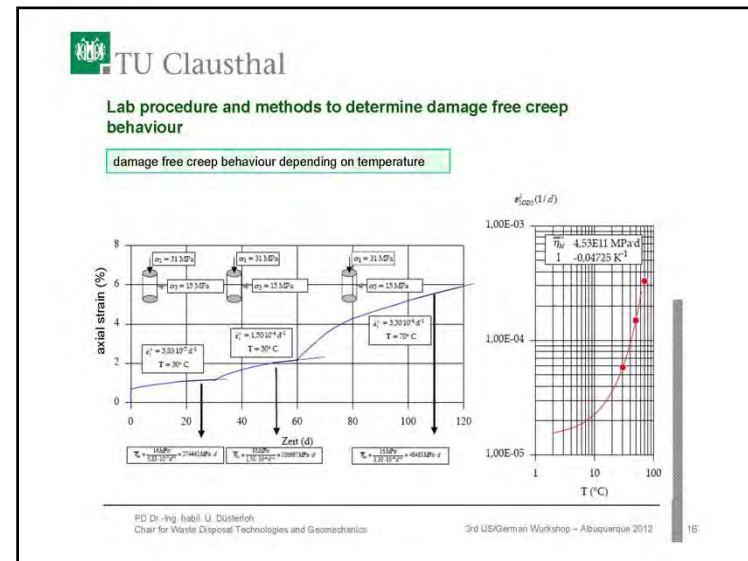 TU Clausthal
Lab procedure and methods to determine damage free creep
behaviour
damage free creep behaviour depending on temperature
axial strain (%)
8
6
4
2
0
σ₁ = 31 MPa
σ₃ = 15 MPa
σ₁ = 31 MPa
σ₃ = 15 MPa
σ₁ = 31 MPa
σ₃ = 15 MPa
T = 30° C
T = 50° C
T = 70° C
0 20 40 60 80 100 120
Zeit (d)
(1/d)
1,00E-03
4,53E11 MPa·d
1 -0,04725 K⁻¹
1,00E-04
1,00E-05
1 10 100
T (°C)
PD Dr.-Ing. habil. U. Düsterloh
Chair for Waste Disposal Technologies and Geomechanics
3rd US/German Workshop – Albuquerque 2012
16